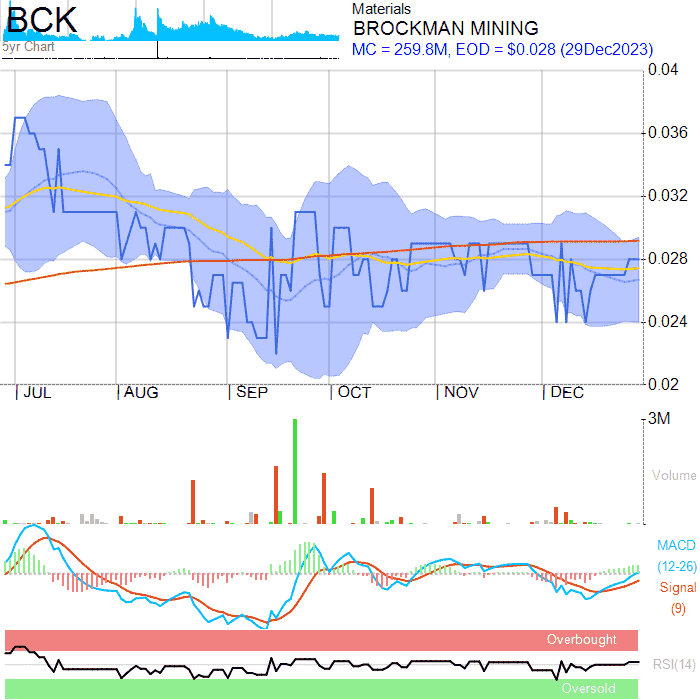 BCK
5yr Chart
Materials
BROCKMAN MINING
MC = 259.8M, EOD = $0.028 (29Dec2023)
0.04
0.036
0.032
0.028
0.024
0.02
JUL AUG SEP OCT NOV DEC
3M
Volume
MACD
(12-26)
Signal
(9)
Overbought
RSI(14)
Oversold